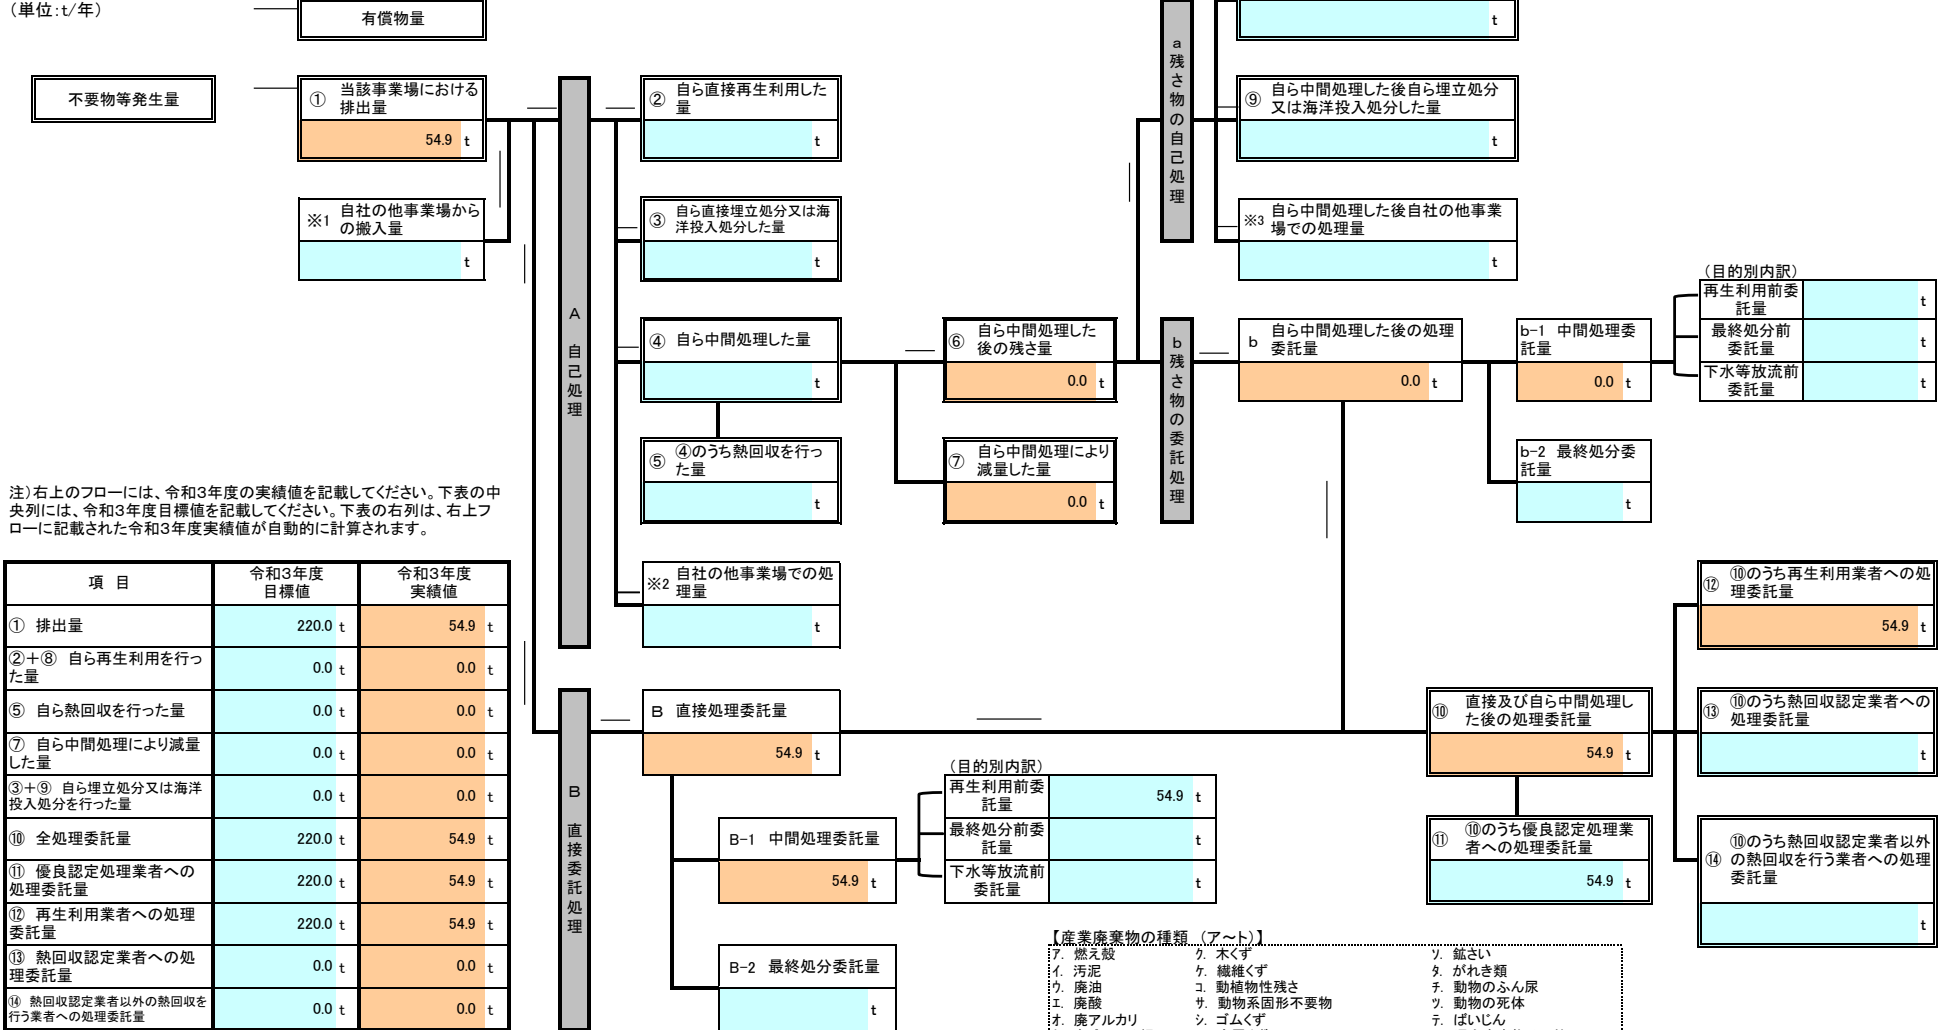 （単位：t/年）
有償物量
t
不要物等発生量
① 当該事業場における
排出量
54.9 t
※1 自社の他事業場から
の搬入量
t
A 自己処理
② 自ら直接再生利用した
量
t
③ 自ら直接埋立処分又は海
洋投入処分した量
t
④ 自ら中間処理した量
t
⑤ ④のうち熱回収を行っ
た量
t
※2 自社の他事業場での処
理量
t
⑥ 自ら中間処理した
後の残さ量
0.0 t
⑦ 自ら中間処理により
減量した量
0.0 t
a 残さ物の自己処理
⑨ 自ら中間処理した後自ら埋立処分
又は海洋投入処分した量
t
※3 自ら中間処理した後自社の他事業
場での処理量
t
b 残さ物の委託処理
b 自ら中間処理した後の処理
委託量
0.0 t
b-1 中間処理委
託量
0.0 t
b-2 最終処分委
託量
t
（目的別内訳）
再生利用前委
託量
t
最終処分前
委託量
t
下水等放流前
委託量
t
注）右上のフローには、令和３年度の実績値を記載してください。下表の中
央列には、令和３年度目標値を記載してください。下表の右列は、右上フ
ローに記載された令和３年度実績値が自動的に計算されます。
項 目 令和３年度 令和３年度
目標値 実績値
① 排出量 220.0 t 54.9 t
②＋⑧ 自ら再生利用を行っ
た量 0.0 t 0.0 t
⑤ 自ら熱回収を行った量 0.0 t 0.0 t
⑦ 自ら中間処理により減量
した量 0.0 t 0.0 t
③＋⑨ 自ら埋立処分又は海洋
投入処分を行った量 0.0 t 0.0 t
⑩ 全処理委託量 220.0 t 54.9 t
⑪ 優良認定処理業者への
処理委託量 220.0 t 54.9 t
⑫ 再生利用業者への処理
委託量 220.0 t 54.9 t
⑬ 熱回収認定業者への処
理委託量 0.0 t 0.0 t
⑭ 熱回収認定業者以外の熱回収を
行う業者への処理委託量 0.0 t 0.0 t
B 直接委託処理
B 直接処理委託量
54.9 t
B-1 中間処理委託量
54.9 t
B-2 最終処分委託量
t
（目的別内訳）
再生利用前委
託量
54.9 t
最終処分前委
託量
t
下水等放流前
委託量
t
⑩ 直接及び自ら中間処理し
た後の処理委託量
54.9 t
⑪ ⑩のうち優良認定処理業
者への処理委託量
54.9 t
⑫ ⑩のうち再生利用業者への処
理委託量
54.9 t
⑬ ⑩のうち熱回収認定業者への
処理委託量
t
⑭ ⑩のうち熱回収認定業者以外
の熱回収を行う業者への処理
委託量
t
【産業廃棄物の種類 （ア～ト）】
ア. 燃え殻 ク. 木くず ソ. 鉱さい
イ. 汚泥 ケ. 繊維くず タ. がれき類
ウ. 廃油 コ. 動植物性残さ チ. 動物のふん尿
エ. 廃酸 サ. 動物系固形不要物 ツ. 動物の死体
オ. 廃アルカリ シ. ゴムくず テ. ばいじん